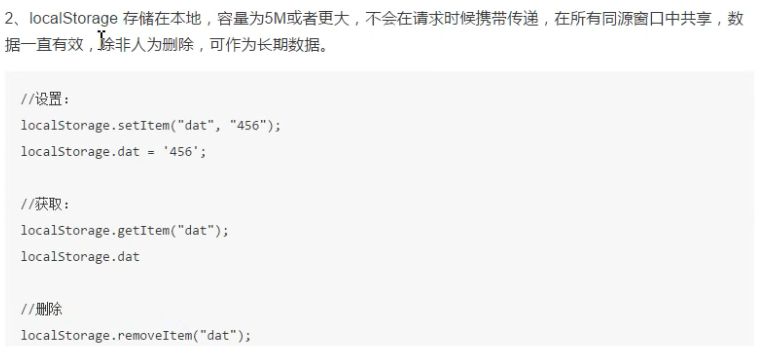 2、localStorage 存储在本地，容量为5M或者更大，不会在请求时候携带传递，在所有同源窗口中共享，数
据一直有效，除非人为删除，可作为长期数据。
//设置：
localStorage.setItem("dat", "456");
localStorage.dat = '456';
//获取：
localStorage.getItem("dat");
localStorage.dat
//删除
localStorage.removeItem("dat");